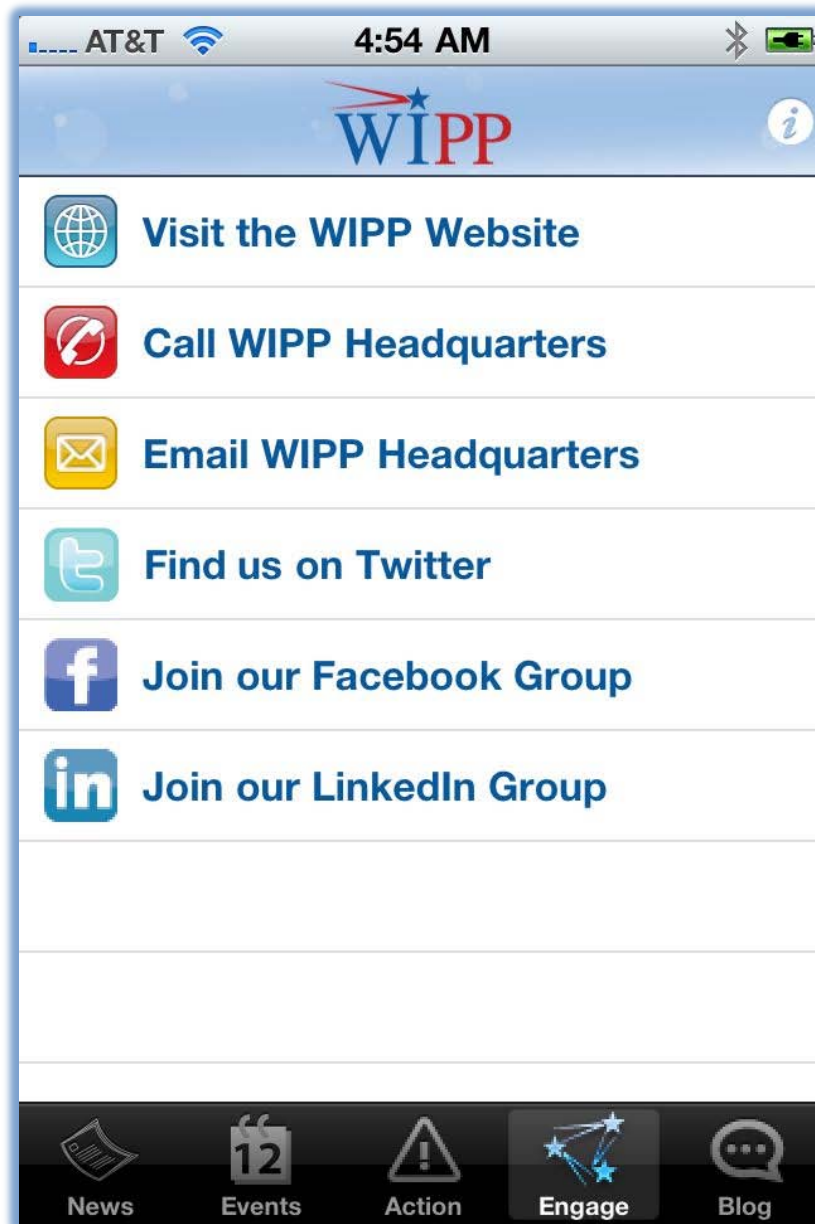 AT&T 4:54 AM
WIPP
i
Visit the WIPP Website
Call WIPP Headquarters
Email WIPP Headquarters
t
Find us on Twitter
f
Join our Facebook Group
in
Join our LinkedIn Group
12
News Events Action Engage Blog